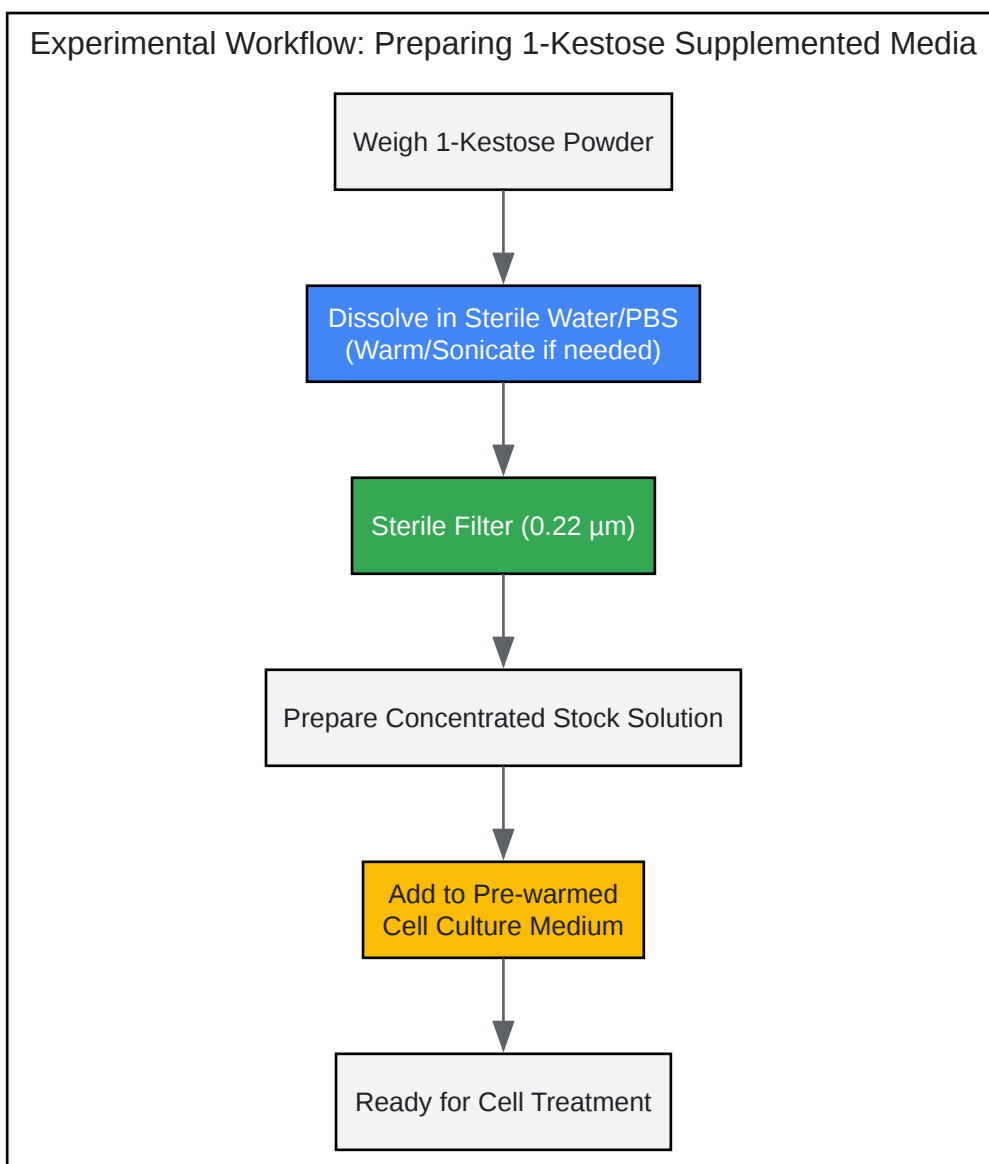 Experimental Workflow: Preparing 1-Kestose Supplemented Media
Weigh 1-Kestose Powder
Dissolve in Sterile Water/PBS
(Warm/Sonicate if needed)
Sterile Filter (0.22 µm)
Prepare Concentrated Stock Solution
Add to Pre-warmed
Cell Culture Medium
Ready for Cell Treatment